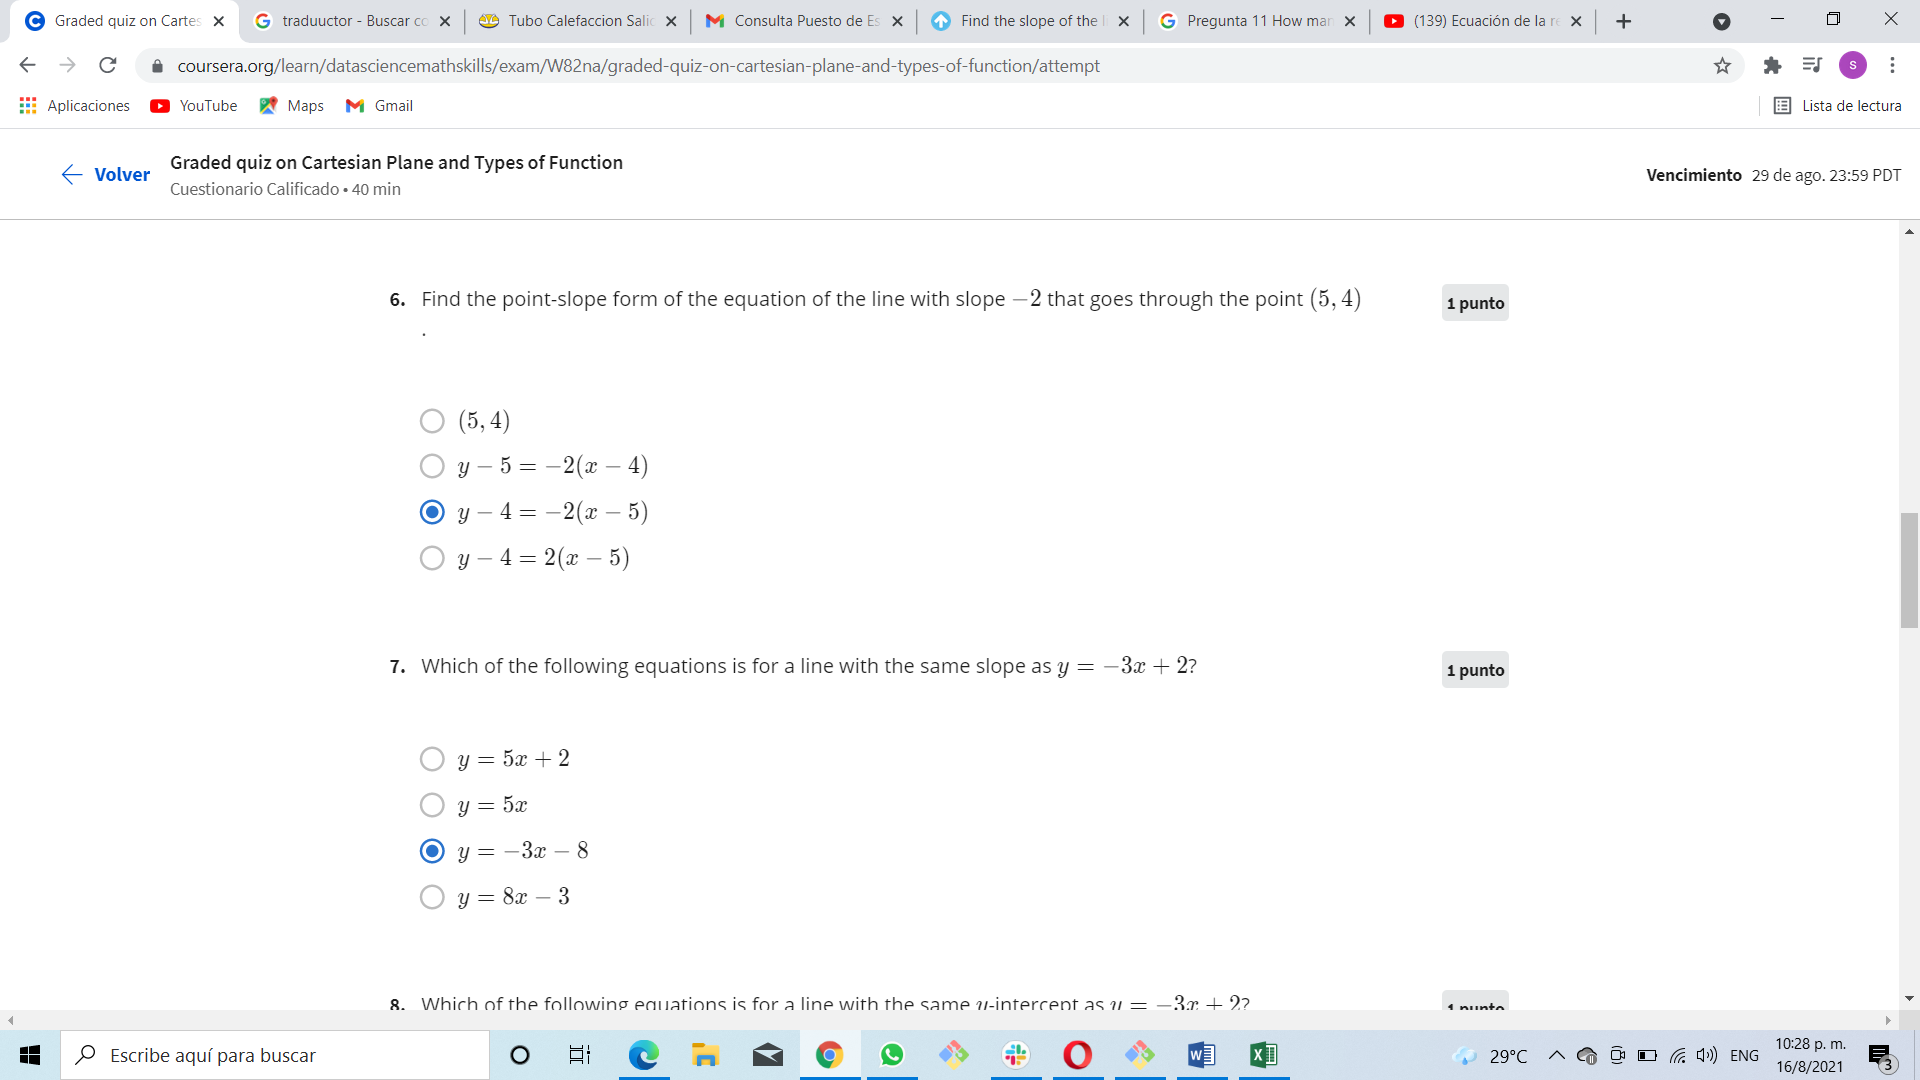 Graded quiz on Cartes
traduuctor - Buscar co
Tubo Calefaccion Salic
Consulta Puesto de Es
Find the slope of the li
Pregunta 11 How man
(139) Ecuación de la re
coursera.org/learn/datasciencemathskills/exam/W82na/graded-quiz-on-cartesian-plane-and-types-of-function/attempt
s
Aplicaciones
YouTube
Maps
Gmail
Lista de lectura
Volver
Graded quiz on Cartesian Plane and Types of Function
Cuestionario Calificado • 40 min
Vencimiento 29 de ago. 23:59 PDT
6. Find the point-slope form of the equation of the line with slope −2 that goes through the point (5, 4)
.
1 punto
(5, 4)
y − 5 = −2(x − 4)
y − 4 = −2(x − 5)
y − 4 = 2(x − 5)
7. Which of the following equations is for a line with the same slope as y = −3x + 2?
1 punto
y = 5x + 2
y = 5x
y = −3x − 8
y = 8x − 3
8. Which of the following equations is for a line with the same y-intercept as y = −3x + 2?
1 punto
Escribe aquí para buscar
29°C
ENG
10:28 p. m.
16/8/2021
3